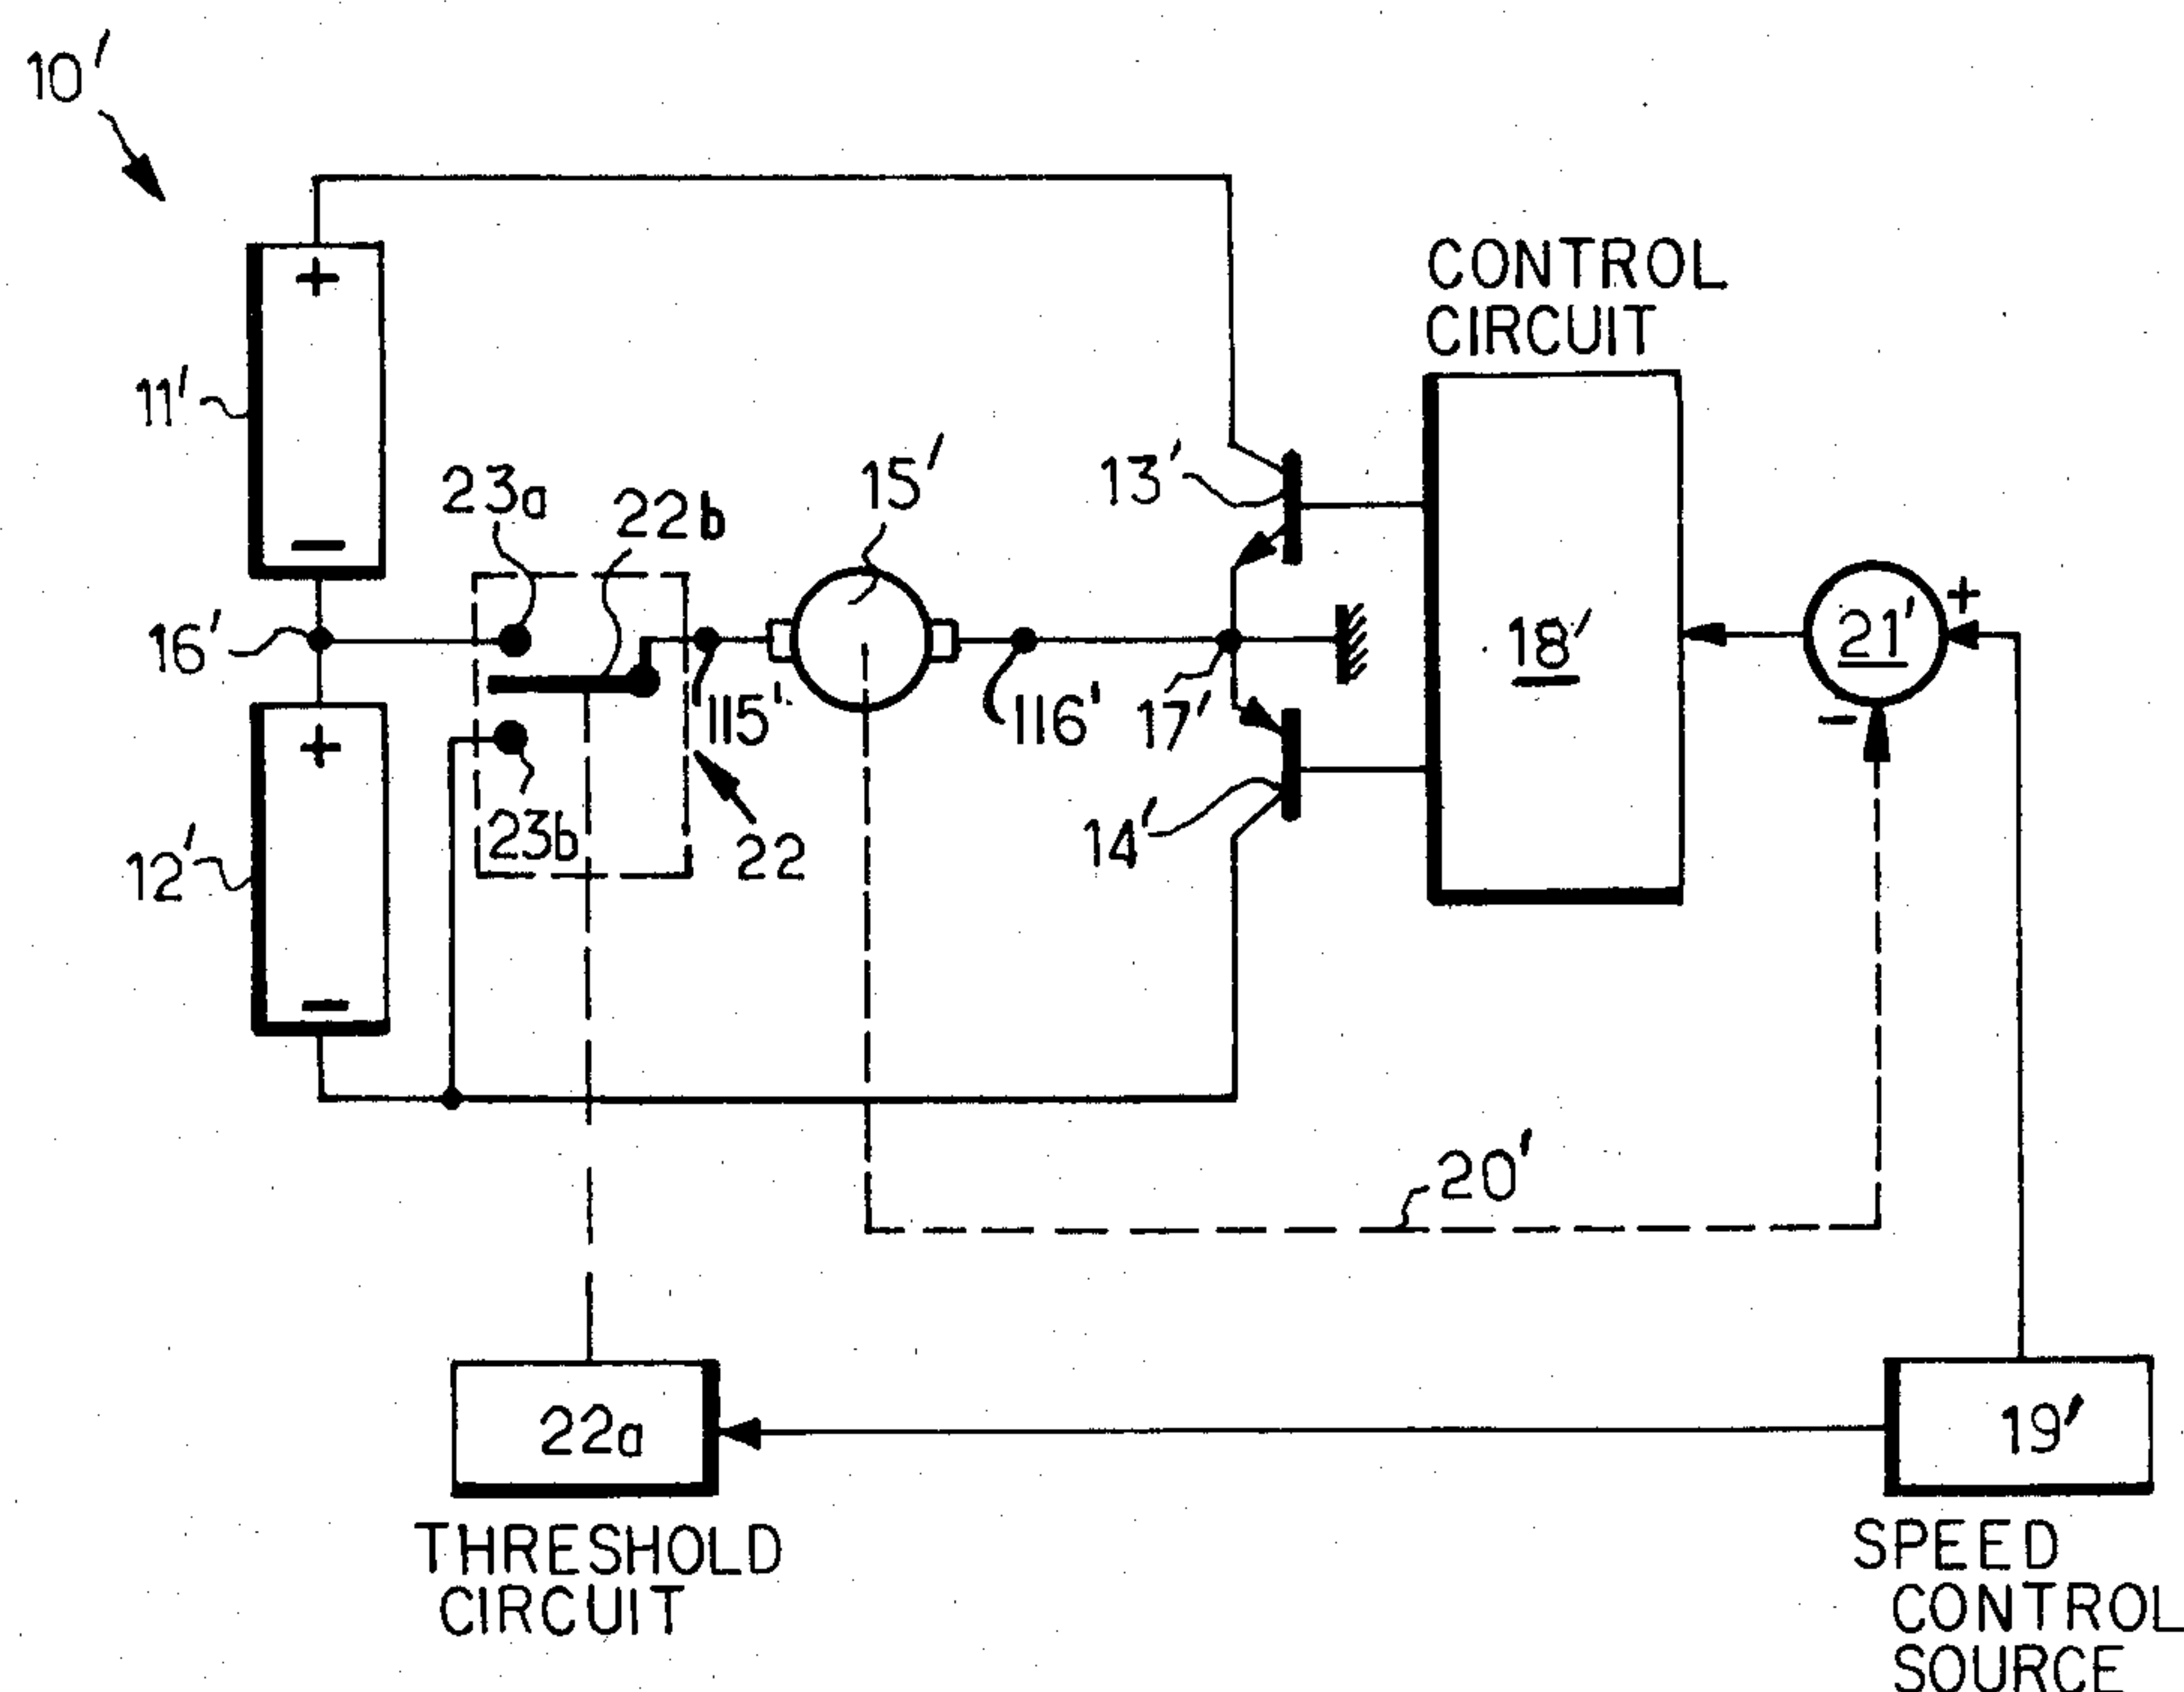 10'
CONTROL
CIRCUIT
+
11'
15'
13'
23a
22b
−
+
21'
18'
16'
115'
116'
17'
−
+
23b
22
14'
12'
−
20'
22a
19'
THRESHOLD
CIRCUIT
SPEED
CONTROL
SOURCE